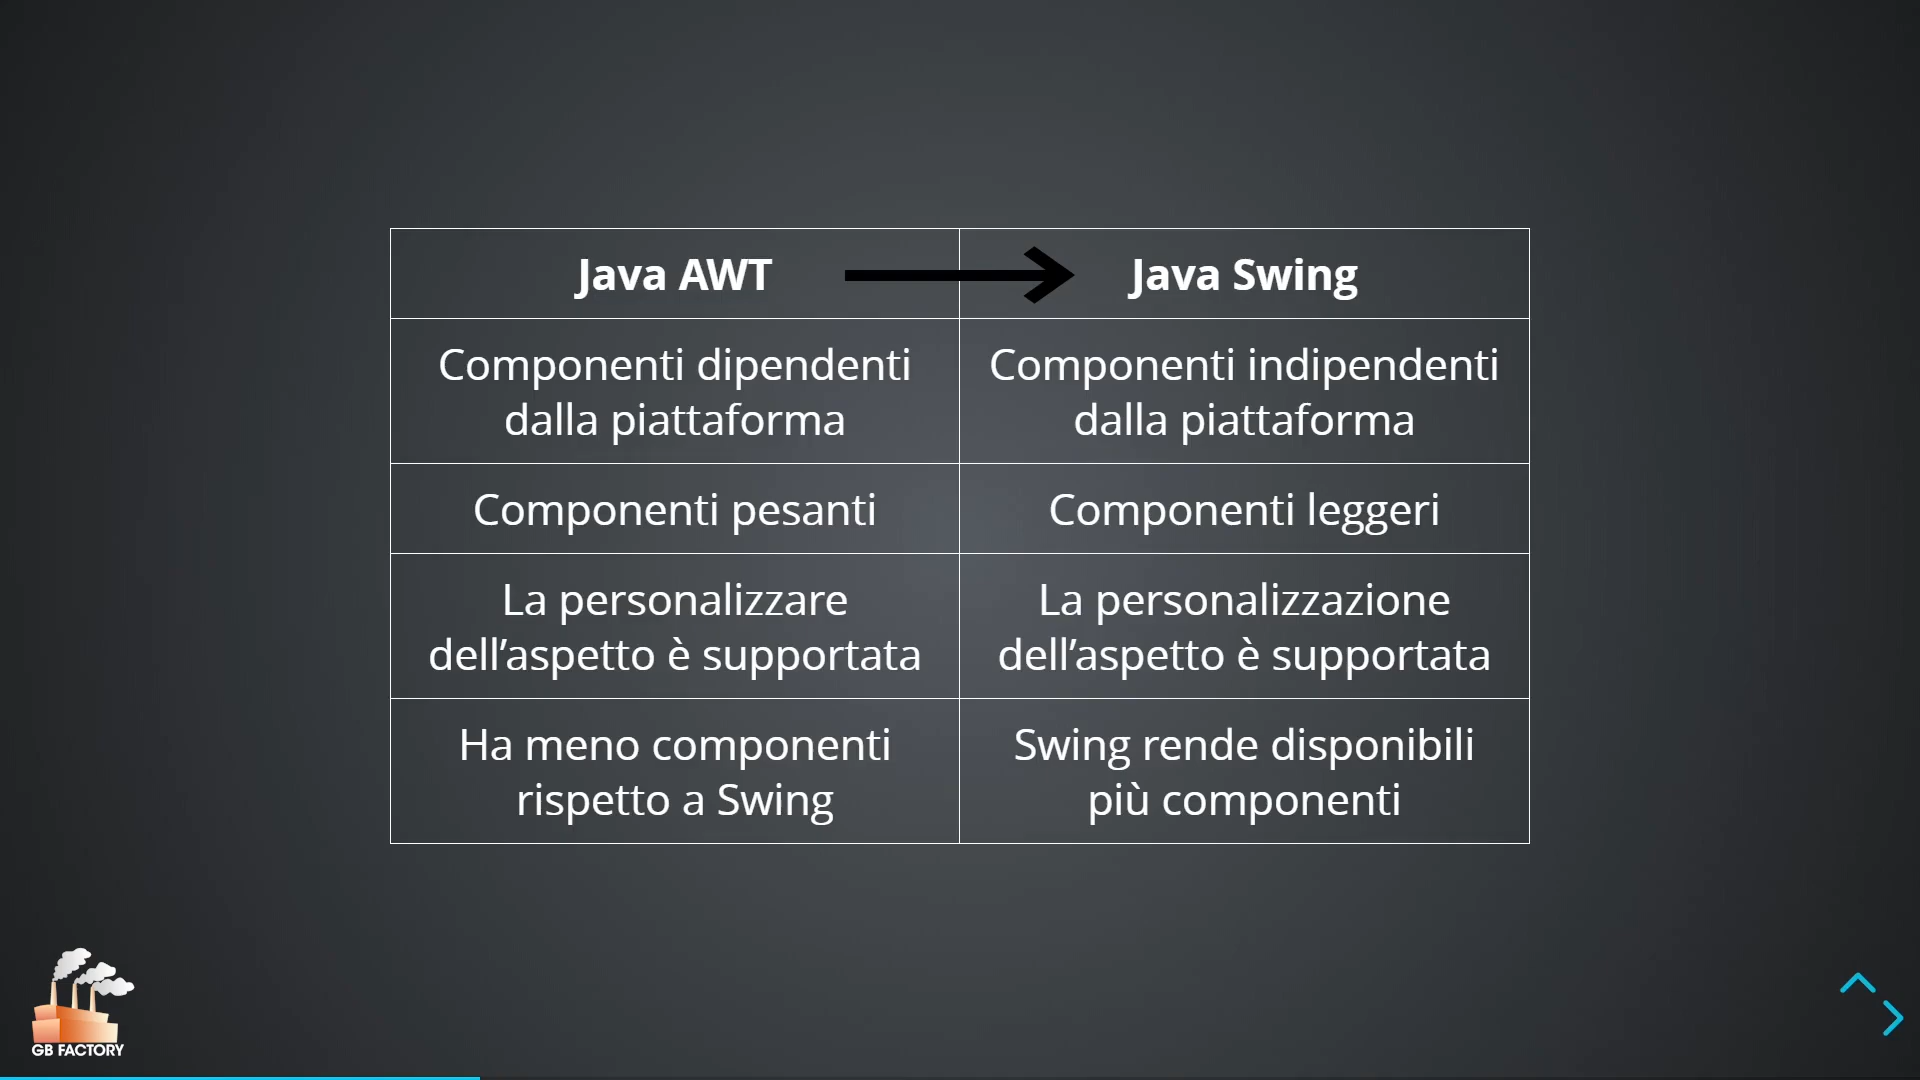 Java AWT
Java Swing
Componenti dipendenti
dalla piattaforma
Componenti indipendenti
dalla piattaforma
Componenti pesanti
Componenti leggeri
La personalizzare
dell’aspetto è supportata
La personalizzazione
dell’aspetto è supportata
Ha meno componenti
rispetto a Swing
Swing rende disponibili
più componenti
GB FACTORY